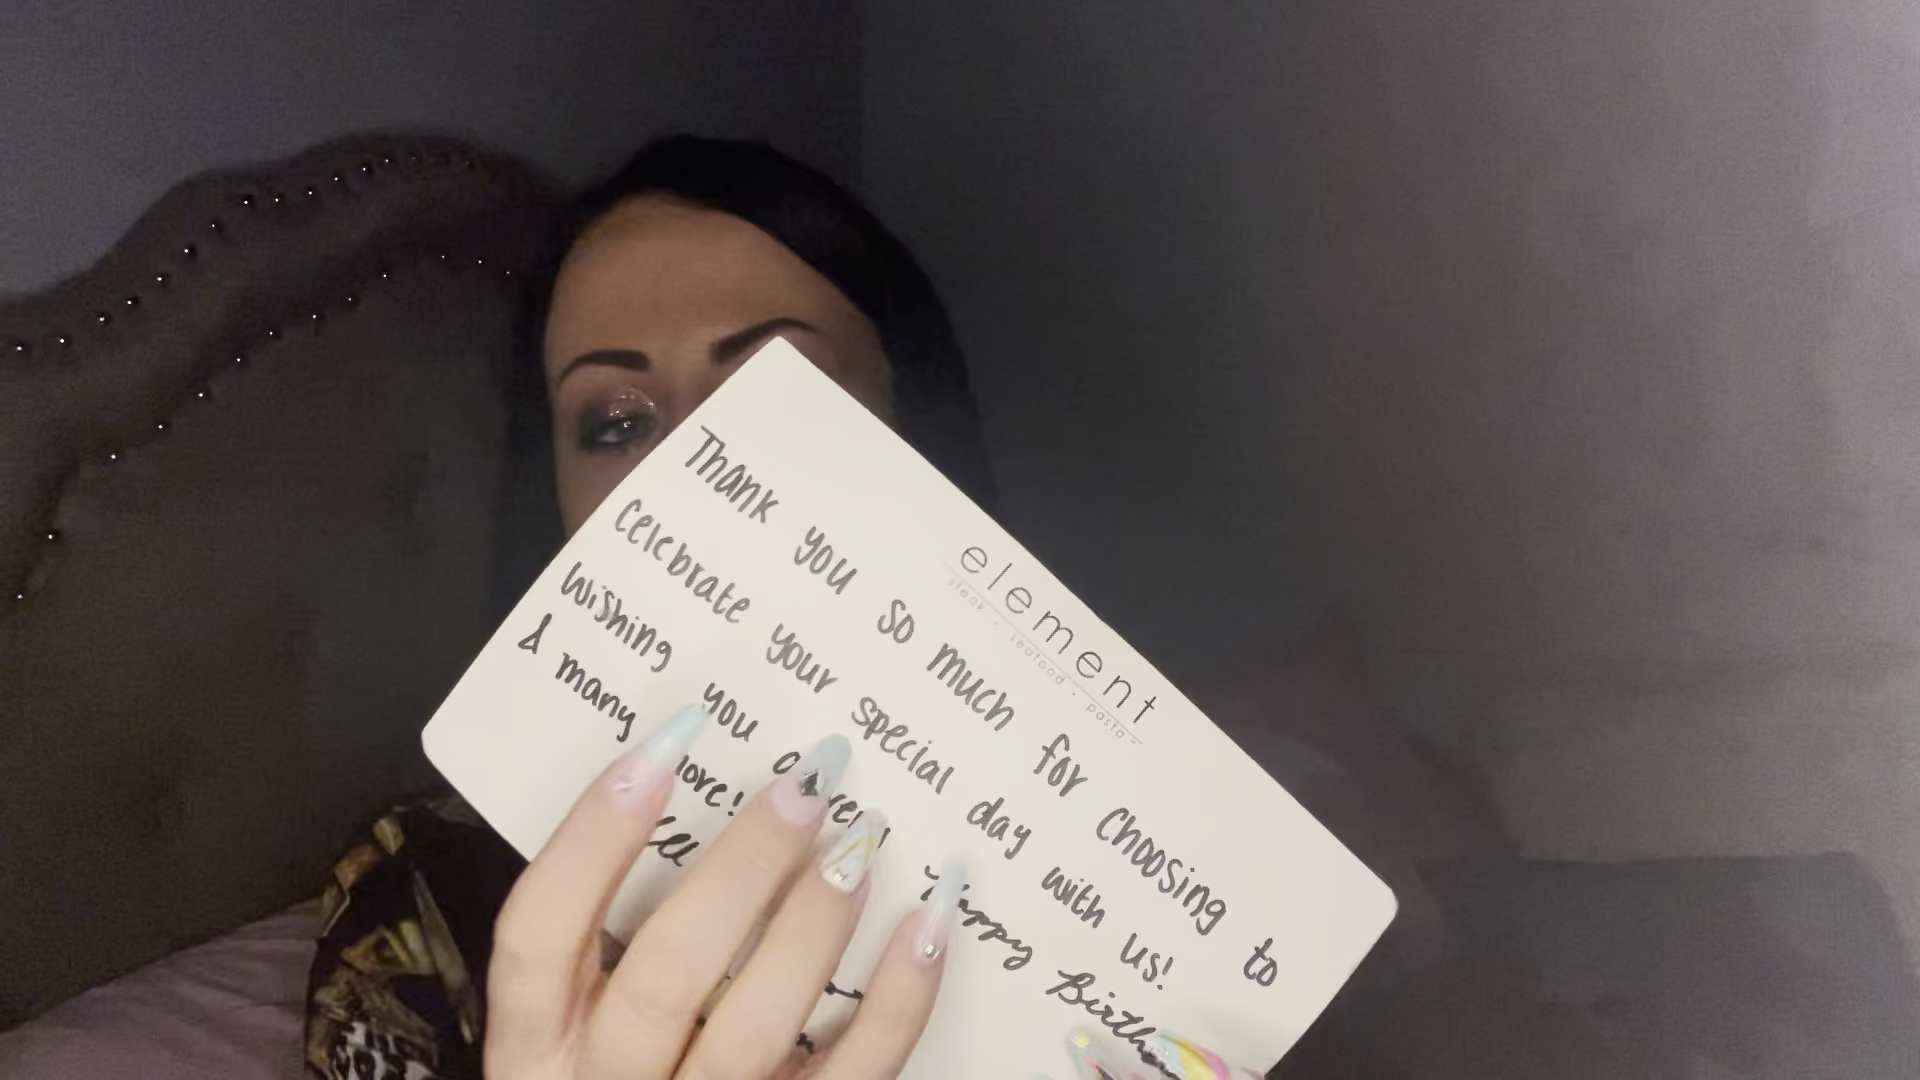 element
steak · seafood · pasta
Thank you so much for choosing to
celebrate your special day with us!
Wishing you
& many more!
Happy